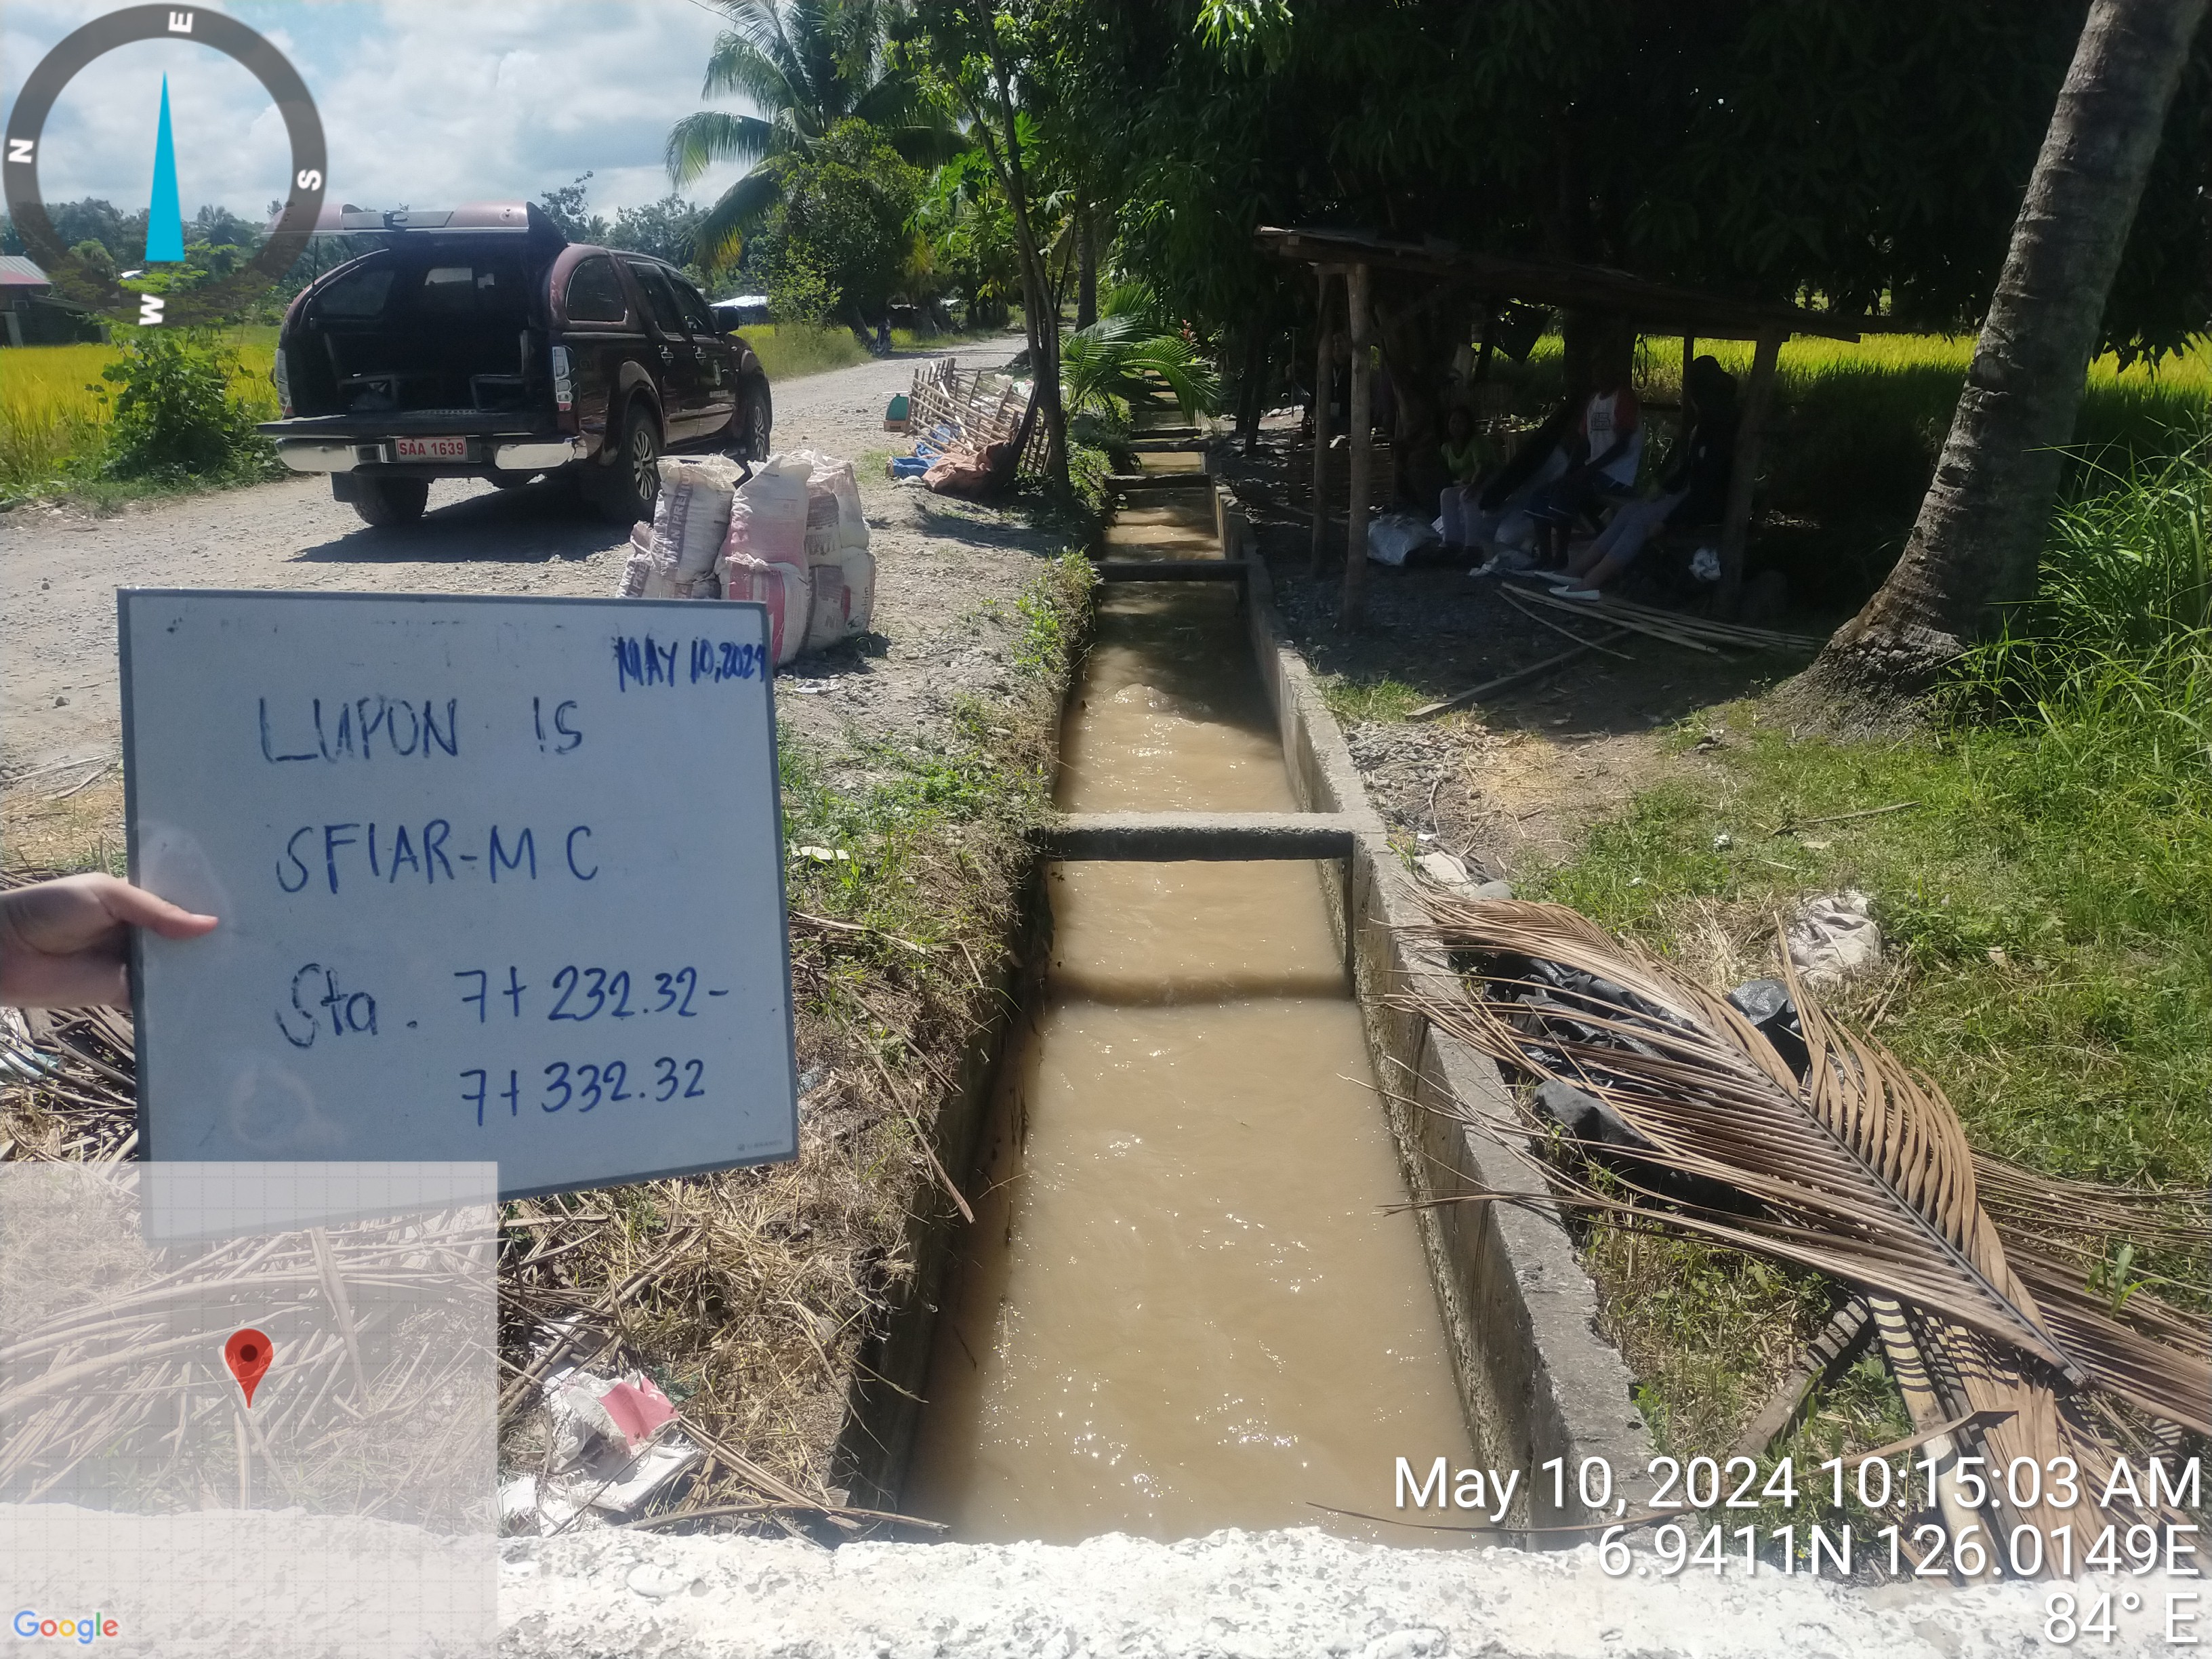 E
N
S
W
SAA 1639
MAY 10, 2024
LUPON IS
SFIAR-MC
Sta. 7+232.32-
7+332.32
May 10, 2024 10:15:03 AM
6.9411N 126.0149E
84° E
Google